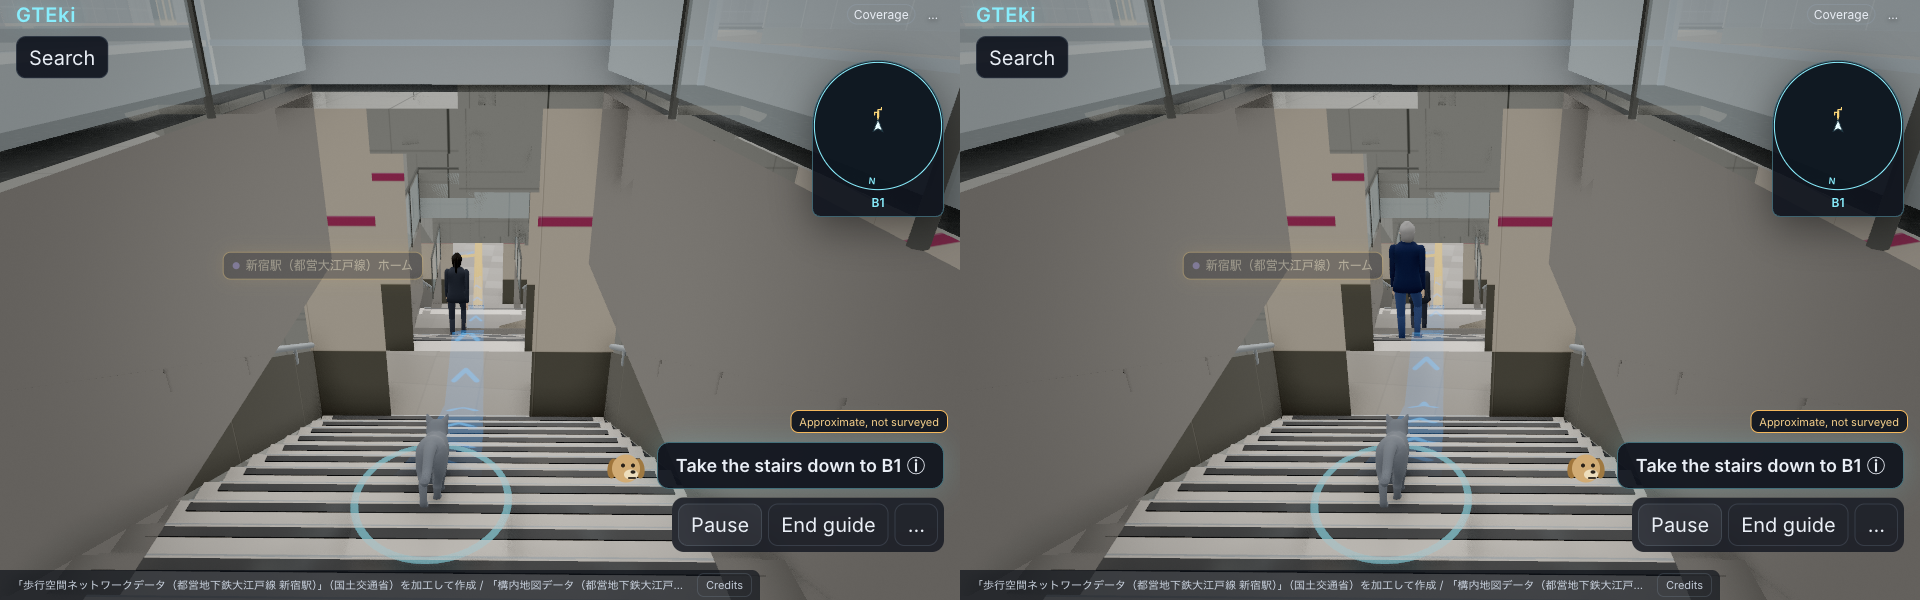 GTEki
Coverage
...
Search
N
B1
新宿駅（都営大江戸線）ホーム
Approximate, not surveyed
Take the stairs down to B1 ⓘ
Pause
End guide
...
「歩行空間ネットワークデータ（都営地下鉄大江戸線 新宿駅）」（国土交通省）を加工して作成 / 「構内地図データ（都営地下鉄大江戸...
Credits
GTEki
Coverage
...
Search
N
B1
新宿駅（都営大江戸線）ホーム
Approximate, not surveyed
Take the stairs down to B1 ⓘ
Pause
End guide
...
「歩行空間ネットワークデータ（都営地下鉄大江戸線 新宿駅）」（国土交通省）を加工して作成 / 「構内地図データ（都営地下鉄大江戸...
Credits